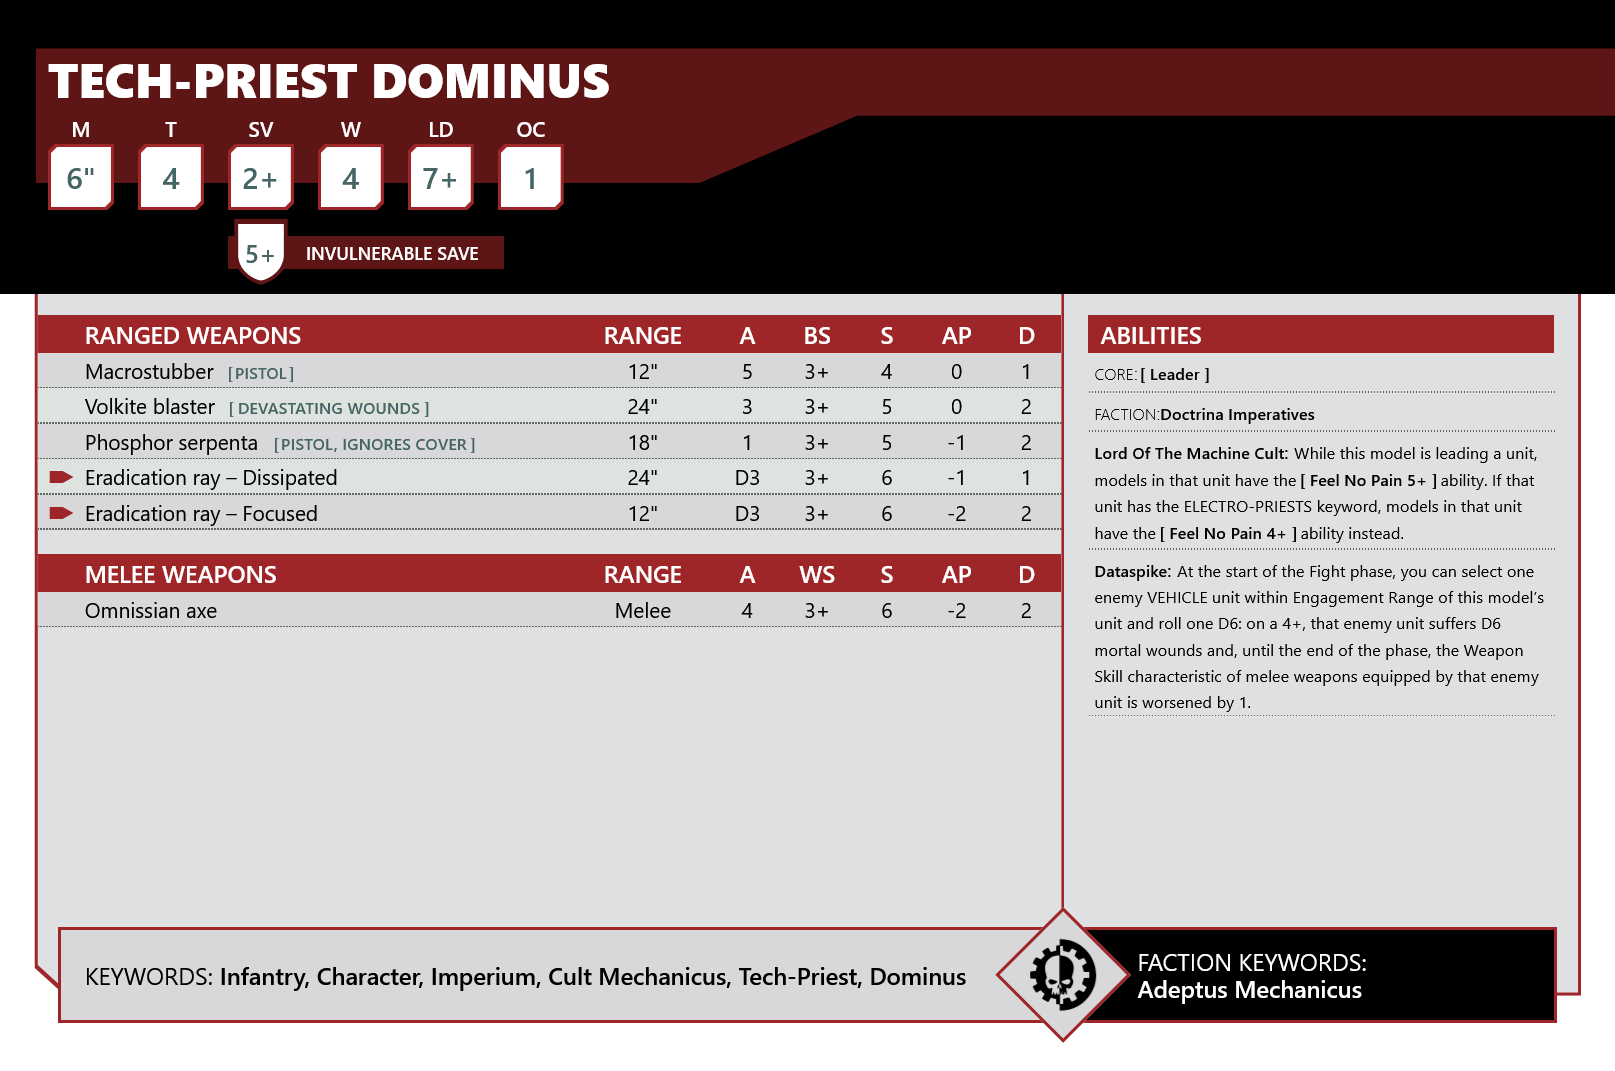 TECH-PRIEST DOMINUS
M T SV W LD OC
6" 4 2+ 4 7+ 1
5+ INVULNERABLE SAVE
RANGED WEAPONS RANGE A BS S AP D
Macrostubber [PISTOL] 12" 5 3+ 4 0 1
Volkite blaster [ DEVASTATING WOUNDS ] 24" 3 3+ 5 0 2
Phosphor serpenta [PISTOL, IGNORES COVER ] 18" 1 3+ 5 -1 2
Eradication ray – Dissipated 24" D3 3+ 6 -1 1
Eradication ray – Focused 12" D3 3+ 6 -2 2
MELEE WEAPONS RANGE A WS S AP D
Omnissian axe Melee 4 3+ 6 -2 2
ABILITIES
CORE: [ Leader ]
FACTION:Doctrina Imperatives
Lord Of The Machine Cult: While this model is leading a unit,
models in that unit have the [ Feel No Pain 5+ ] ability. If that
unit has the ELECTRO-PRIESTS keyword, models in that unit
have the [ Feel No Pain 4+ ] ability instead.
Dataspike: At the start of the Fight phase, you can select one
enemy VEHICLE unit within Engagement Range of this model’s
unit and roll one D6: on a 4+, that enemy unit suffers D6
mortal wounds and, until the end of the phase, the Weapon
Skill characteristic of melee weapons equipped by that enemy
unit is worsened by 1.
KEYWORDS: Infantry, Character, Imperium, Cult Mechanicus, Tech-Priest, Dominus
FACTION KEYWORDS:
Adeptus Mechanicus